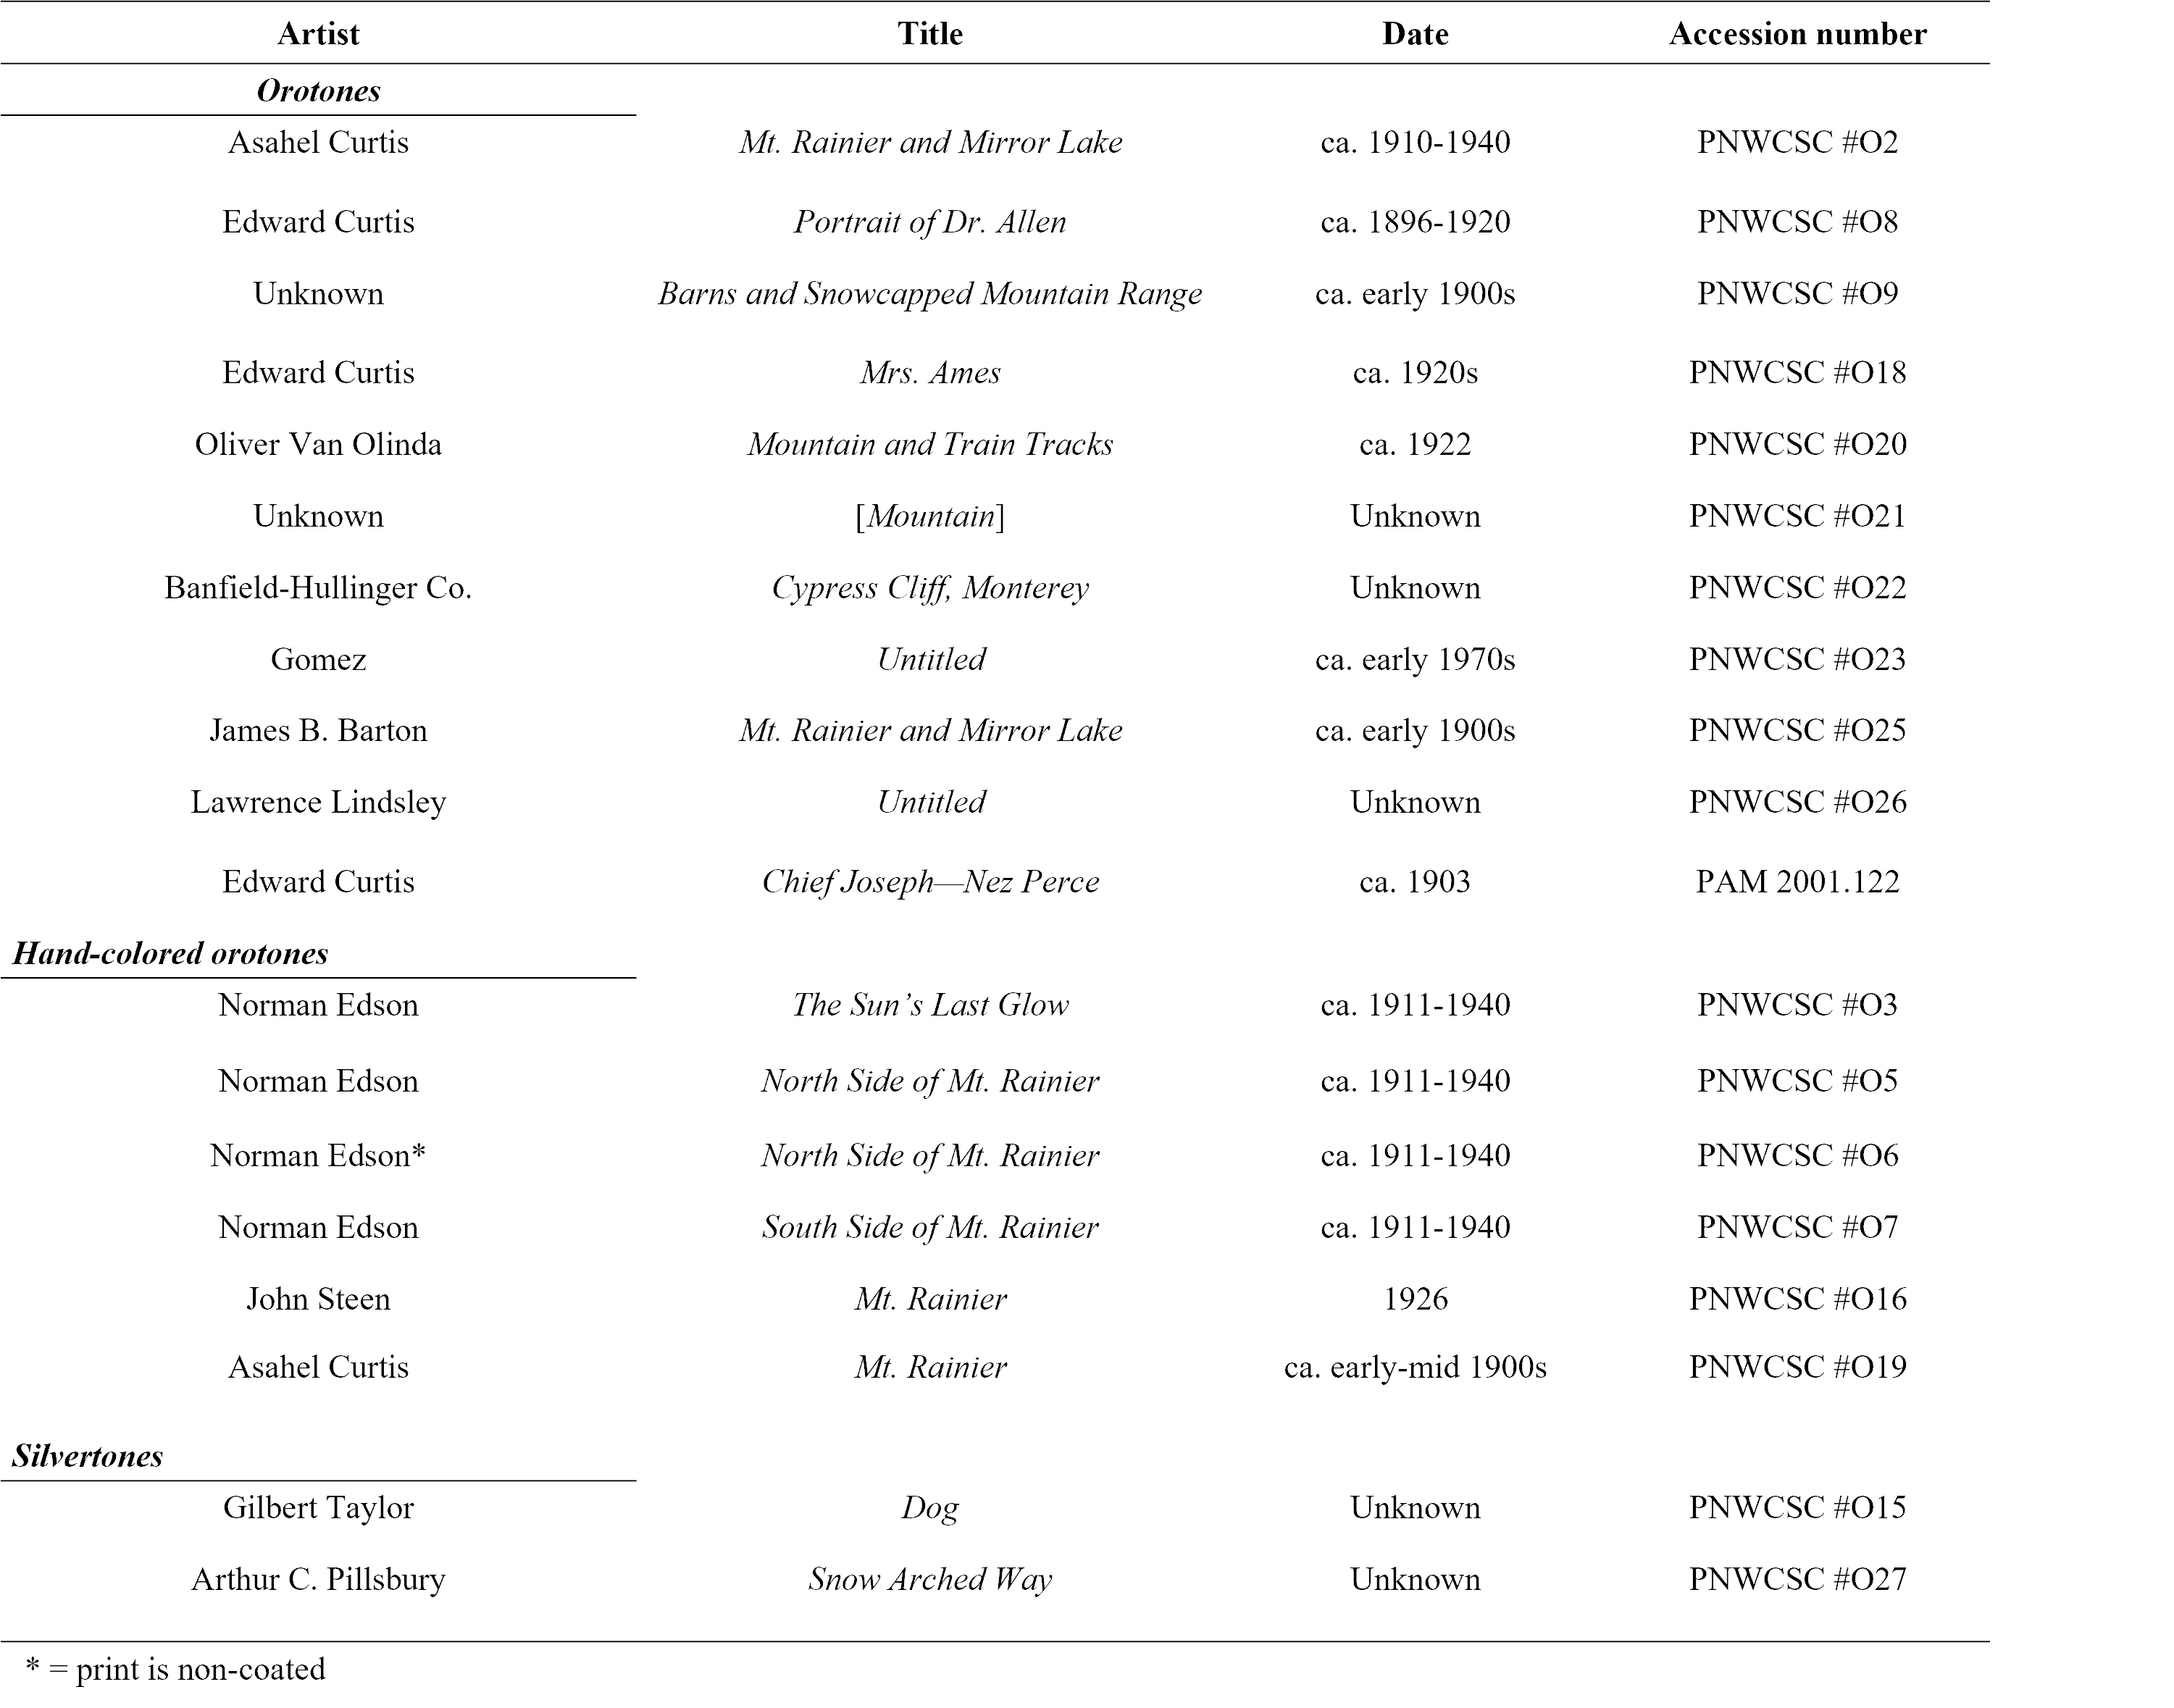 Artist Title Date Accession number
Orotones
Asahel Curtis Mt. Rainier and Mirror Lake ca. 1910-1940 PNWCSC #O2
Edward Curtis Portrait of Dr. Allen ca. 1896-1920 PNWCSC #O8
Unknown Barns and Snowcapped Mountain Range ca. early 1900s PNWCSC #O9
Edward Curtis Mrs. Ames ca. 1920s PNWCSC #O18
Oliver Van Olinda Mountain and Train Tracks ca. 1922 PNWCSC #O20
Unknown [Mountain] Unknown PNWCSC #O21
Banfield-Hullinger Co. Cypress Cliff, Monterey Unknown PNWCSC #O22
Gomez Untitled ca. early 1970s PNWCSC #O23
James B. Barton Mt. Rainier and Mirror Lake ca. early 1900s PNWCSC #O25
Lawrence Lindsley Untitled Unknown PNWCSC #O26
Edward Curtis Chief Joseph—Nez Perce ca. 1903 PAM 2001.122
Hand-colored orotones
Norman Edson The Sun’s Last Glow ca. 1911-1940 PNWCSC #O3
Norman Edson North Side of Mt. Rainier ca. 1911-1940 PNWCSC #O5
Norman Edson* North Side of Mt. Rainier ca. 1911-1940 PNWCSC #O6
Norman Edson South Side of Mt. Rainier ca. 1911-1940 PNWCSC #O7
John Steen Mt. Rainier 1926 PNWCSC #O16
Asahel Curtis Mt. Rainier ca. early-mid 1900s PNWCSC #O19
Silvertones
Gilbert Taylor Dog Unknown PNWCSC #O15
Arthur C. Pillsbury Snow Arched Way Unknown PNWCSC #O27
* = print is non-coated